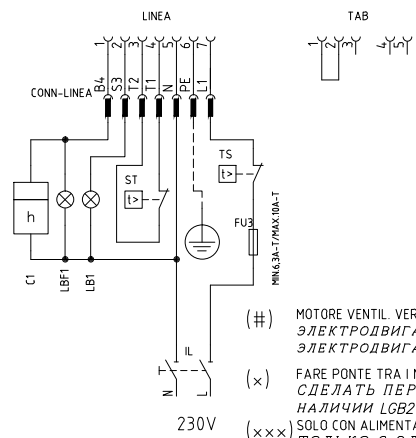 LINEA TAB
1 2 3 4 5 6 7 1 2 3 4 5
CONN-LINEA B4 S3 T2 T1 N PE L1
TS
t>
ST
t>
h
FU3
MIN.6,3A-T/MAX.10A-T
C1 LBF1 LB1
IL
N L
230V
(#) MOTORE VENTIL. VER
ЭЛЕКТРОДВИГА
ЭЛЕКТРОДВИГА
(×) FARE PONTE TRA I
СДЕЛАТЬ ПЕР
НАЛИЧИИ LGB2
(×××) SOLO CON ALIMENTA